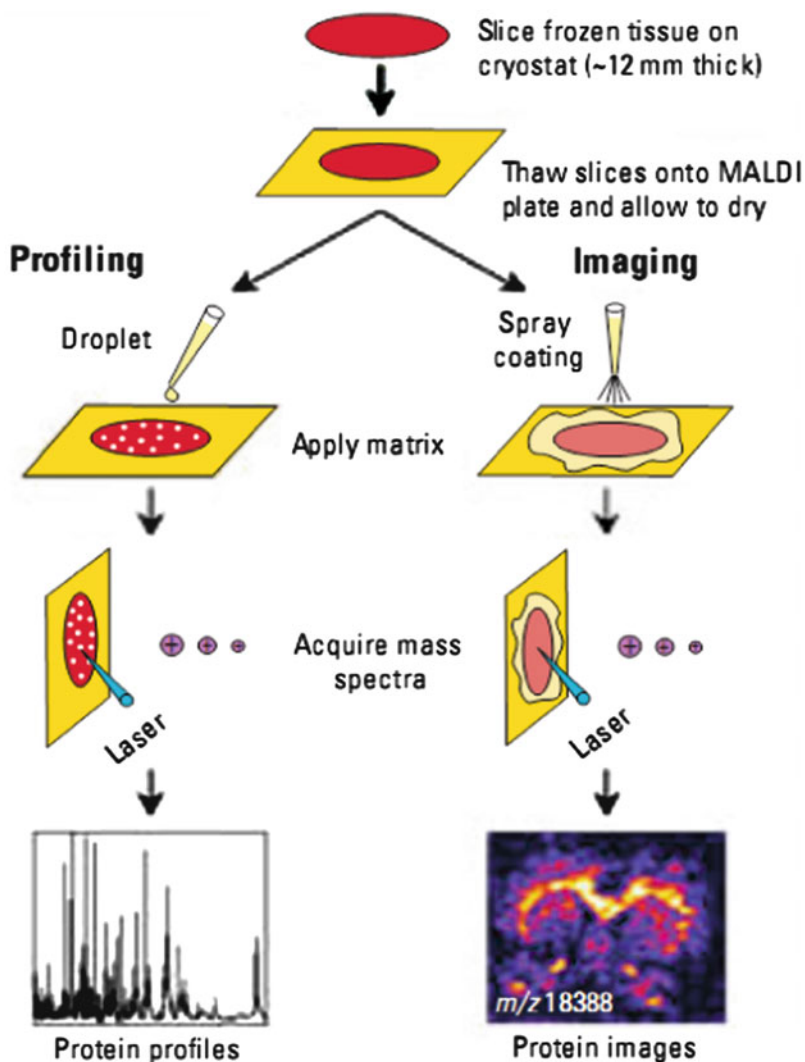 Slice frozen tissue on
cryostat (~12 mm thick)
Thaw slices onto MALDI
plate and allow to dry
Profiling
Imaging
Droplet
Spray
coating
Apply matrix
Acquire mass
spectra
Laser
Laser
m/z 18388
Protein profiles
Protein images